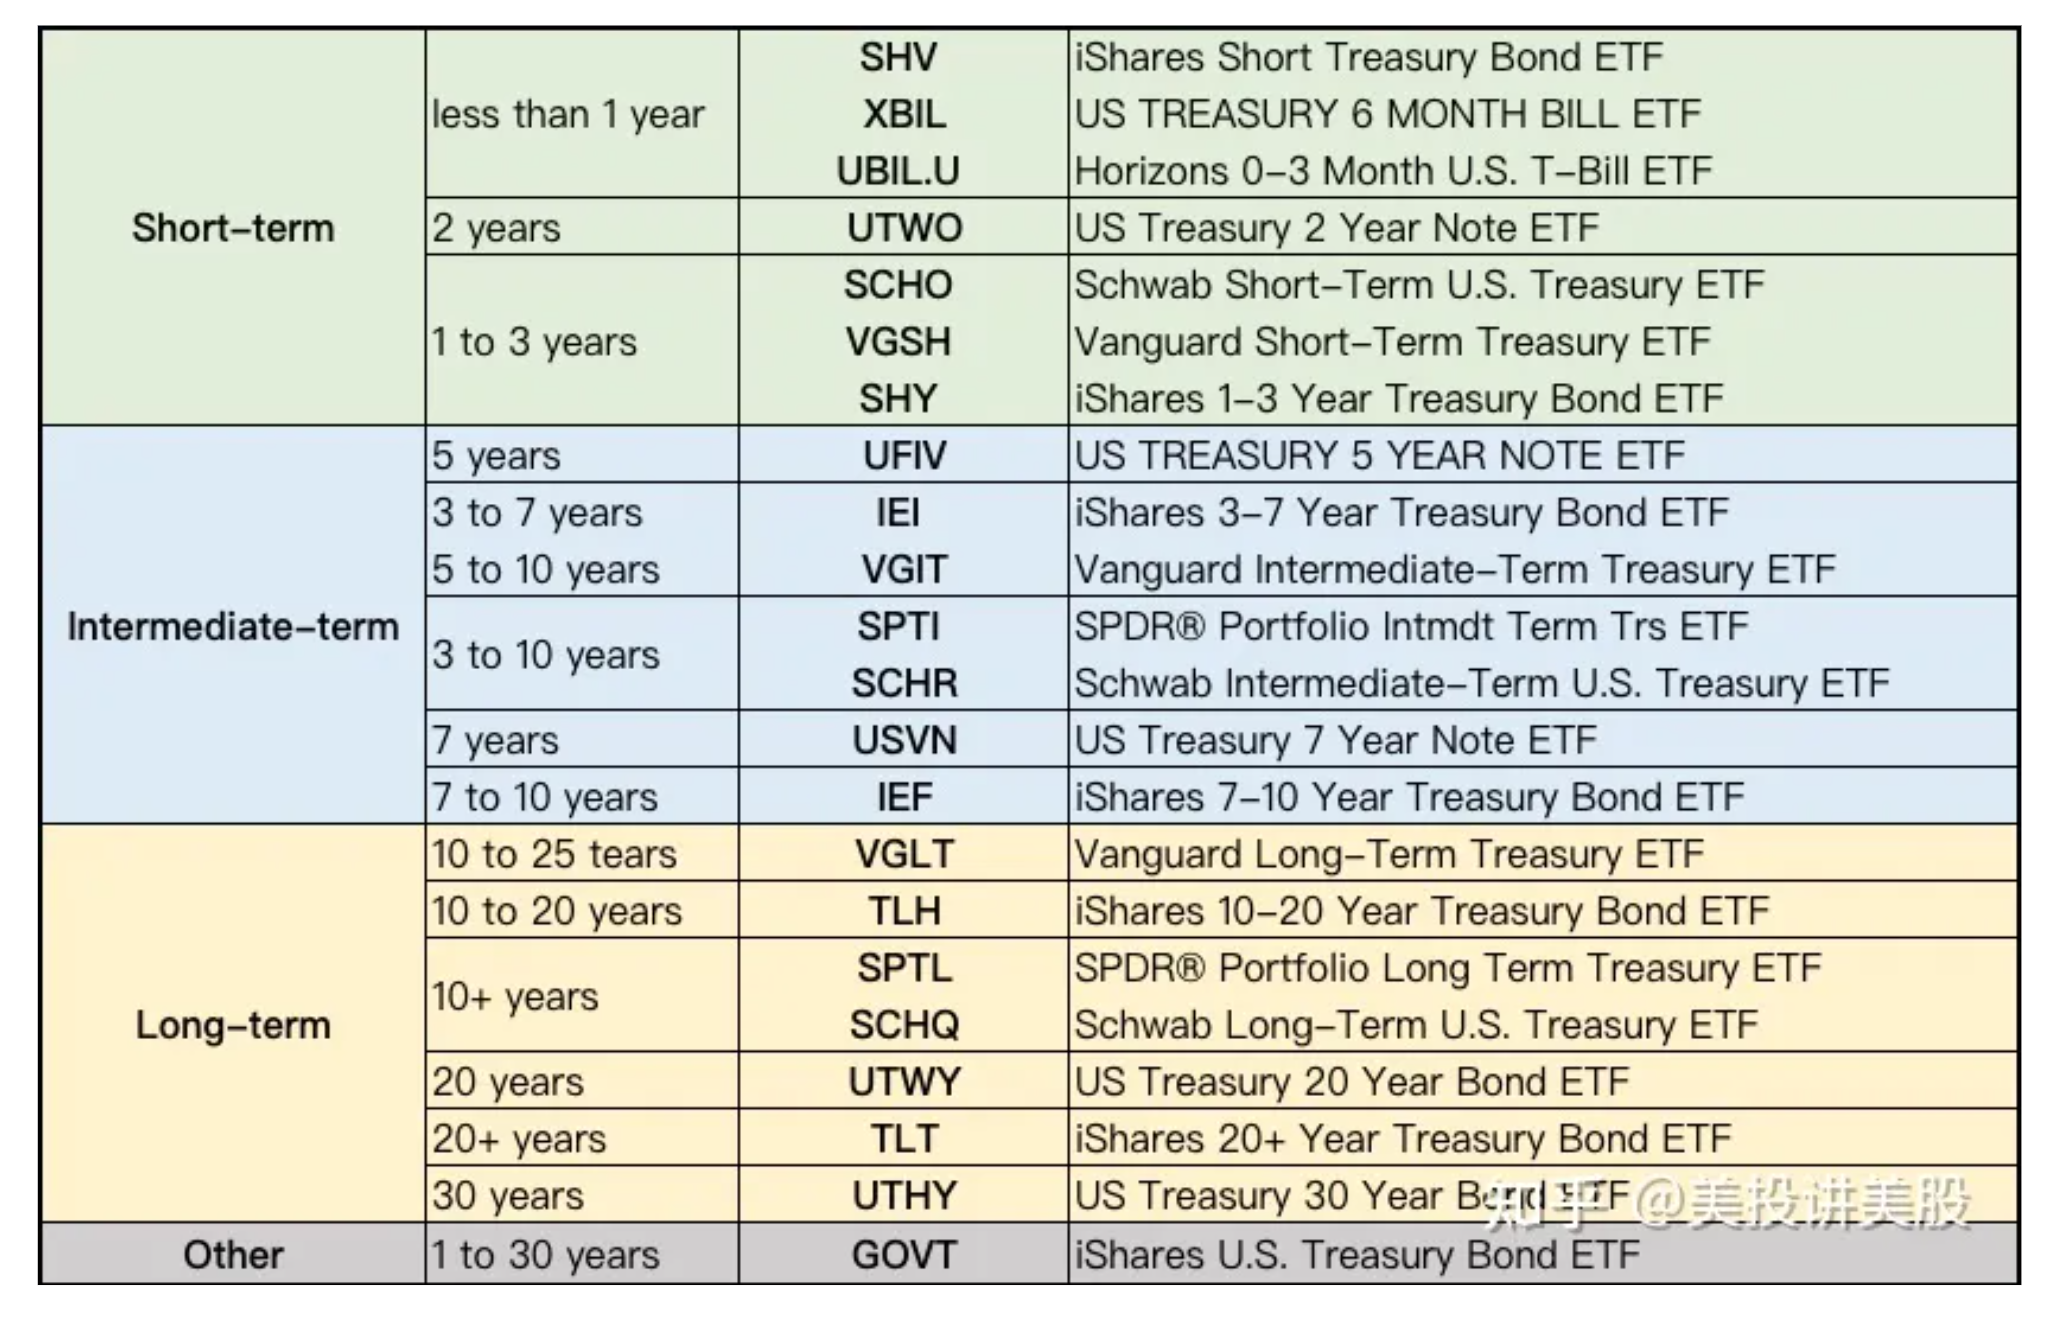 Short-term
less than 1 year
SHV iShares Short Treasury Bond ETF
XBIL US TREASURY 6 MONTH BILL ETF
UBIL.U Horizons 0-3 Month U.S. T-Bill ETF
2 years UTWO US Treasury 2 Year Note ETF
1 to 3 years
SCHO Schwab Short-Term U.S. Treasury ETF
VGSH Vanguard Short-Term Treasury ETF
SHY iShares 1-3 Year Treasury Bond ETF
Intermediate-term
5 years UFIV US TREASURY 5 YEAR NOTE ETF
3 to 7 years IEI iShares 3-7 Year Treasury Bond ETF
5 to 10 years VGIT Vanguard Intermediate-Term Treasury ETF
3 to 10 years
SPTI SPDR® Portfolio Intmdt Term Trs ETF
SCHR Schwab Intermediate-Term U.S. Treasury ETF
7 years USVN US Treasury 7 Year Note ETF
7 to 10 years IEF iShares 7-10 Year Treasury Bond ETF
Long-term
10 to 25 tears VGLT Vanguard Long-Term Treasury ETF
10 to 20 years TLH iShares 10-20 Year Treasury Bond ETF
10+ years
SPTL SPDR® Portfolio Long Term Treasury ETF
SCHQ Schwab Long-Term U.S. Treasury ETF
20 years UTWY US Treasury 20 Year Bond ETF
20+ years TLT iShares 20+ Year Treasury Bond ETF
30 years UTHY US Treasury 30 Year Bond ETF
知乎 @美投讲美股
Other 1 to 30 years GOVT iShares U.S. Treasury Bond ETF